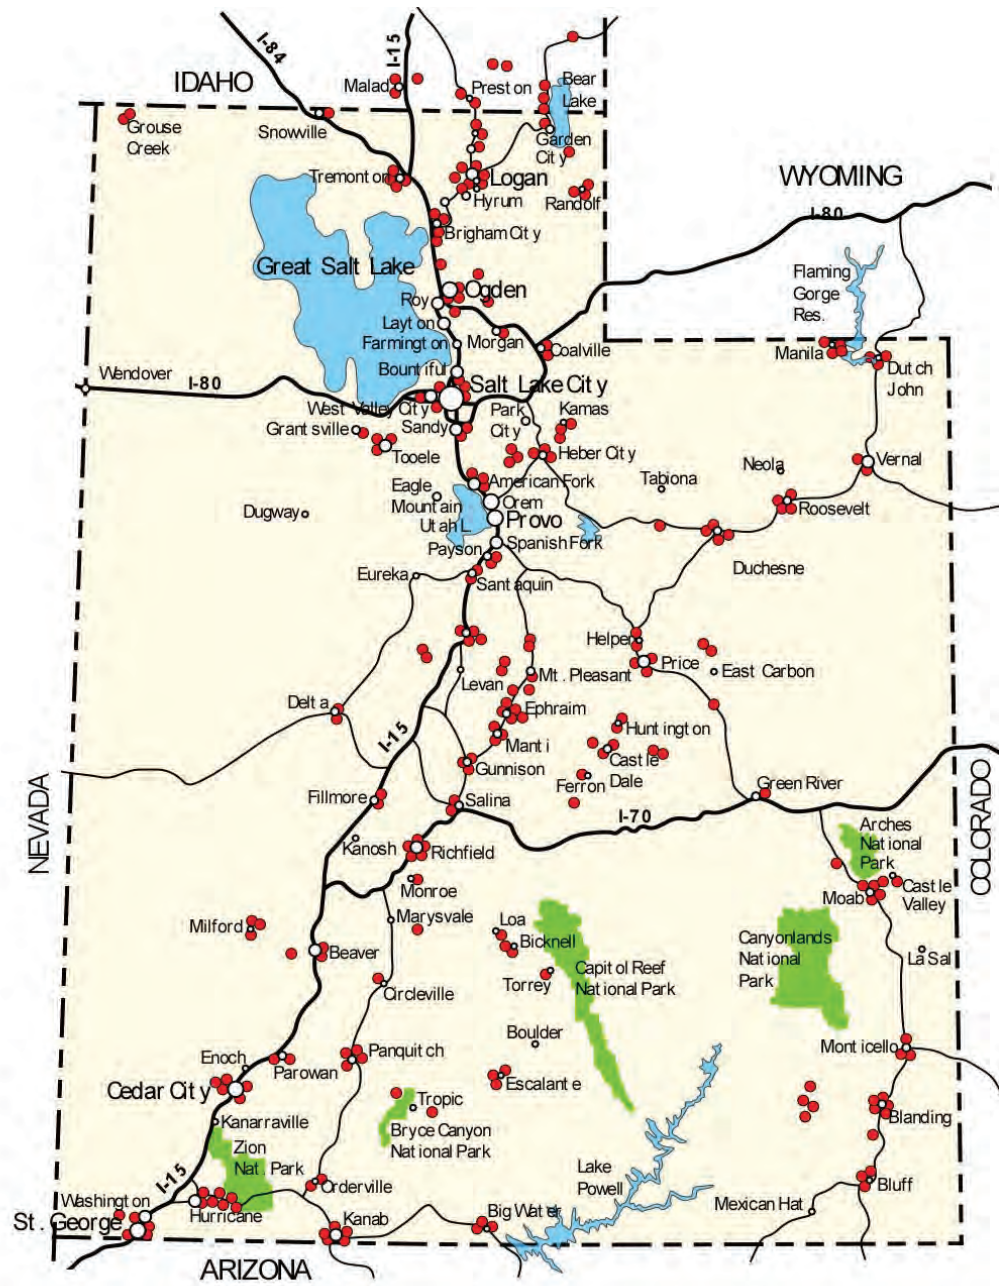 I-84
I-15
IDAHO
Malad
Preston
Bear
Lake
Grouse
Creek
Snowville
Garden
City
Tremonton
Logan
WYOMING
Hyrum
Randolf
I-80
Brigham City
Great Salt Lake
Flaming
Gorge
Res.
Ogden
Roy
Layton
Farmington
Morgan
Coalville
Manila
Dutch
John
Bountiful
Wendover
I-80
Salt Lake City
West Valley City
Park
City
Kamas
Grantsville
Sandy
Tooele
Heber City
Neola
Vernal
Tabiona
American Fork
Eagle
Mountain
Orem
Roosevelt
Dugway
Utah L.
Provo
Spanish Fork
Payson
Duchesne
Eureka
Santaquin
Helper
Price
East Carbon
Levan
Mt. Pleasant
Delta
Ephraim
Huntington
I-15
Manti
Castle
Dale
Gunnison
Ferron
Green River
NEVADA
COLORADO
Fillmore
Salina
I-70
Arches
National
Park
Kanosh
Richfield
Monroe
Castle
Valley
Moab
Marysvale
Loa
Milford
Bicknell
Canyonlands
National
Park
Beaver
La Sal
Capitol Reef
National Park
Torrey
Circleville
Boulder
Monticello
Enoch
Parowan
Panquitch
Escalante
Cedar City
Tropic
Blanding
Kanarraville
Bryce Canyon
National Park
Zion
Nat. Park
I-15
Lake
Powell
Orderville
Bluff
Washington
Mexican Hat
Hurricane
St. George
Kanab
Big Water
ARIZONA